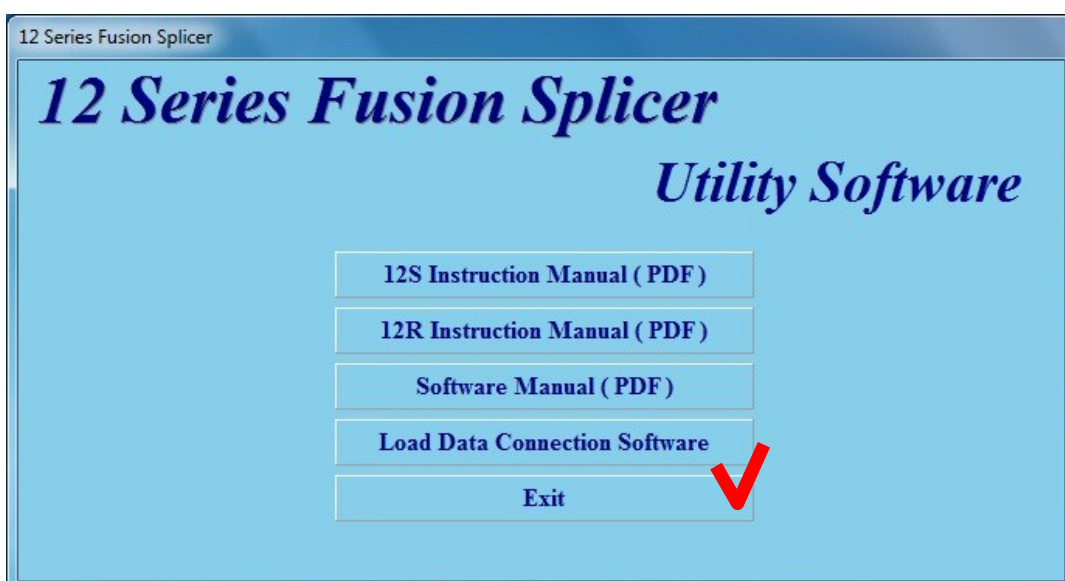 12 Series Fusion Splicer
12 Series Fusion Splicer
Utility Software
12S Instruction Manual ( PDF )
12R Instruction Manual ( PDF )
Software Manual ( PDF )
Load Data Connection Software
Exit